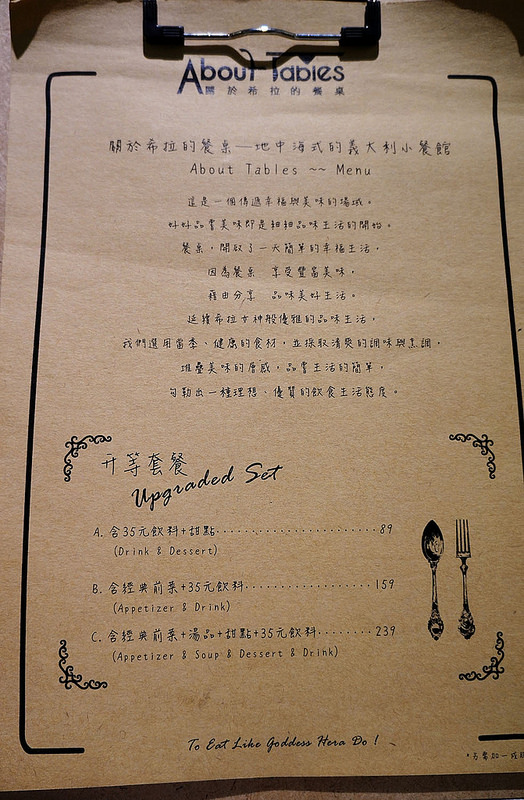 About Tables
關於希拉的餐桌
關於希拉的餐桌—地中海式的義大利小餐館
About Tables ~~ Menu
這是一個傳遞幸福與美味的場域。
好好品嘗美味即是細細品味生活的開始。
餐桌,開啟了一天簡單的幸福生活,
因為餐桌 享受豐富美味,
藉由分享 品味美好生活。
延續希拉女神般優雅的品味生活,
我們選用當季、健康的食材,並採取清爽的調味與烹調,
堆疊美味的層感,品嘗生活的簡單,
勾勒出一種理想、優質的飲食生活態度。
升等套餐
Upgraded Set
A. 含35元飲料+甜點································89
(Drink & Dessert)
B. 含經典前菜+35元飲料·························159
(Appetizer & Drink)
C. 含經典前菜+湯品+甜點+35元飲料········239
(Appetizer & Soup & Dessert & Drink)
To Eat Like Goddess Hera Do !
加一成